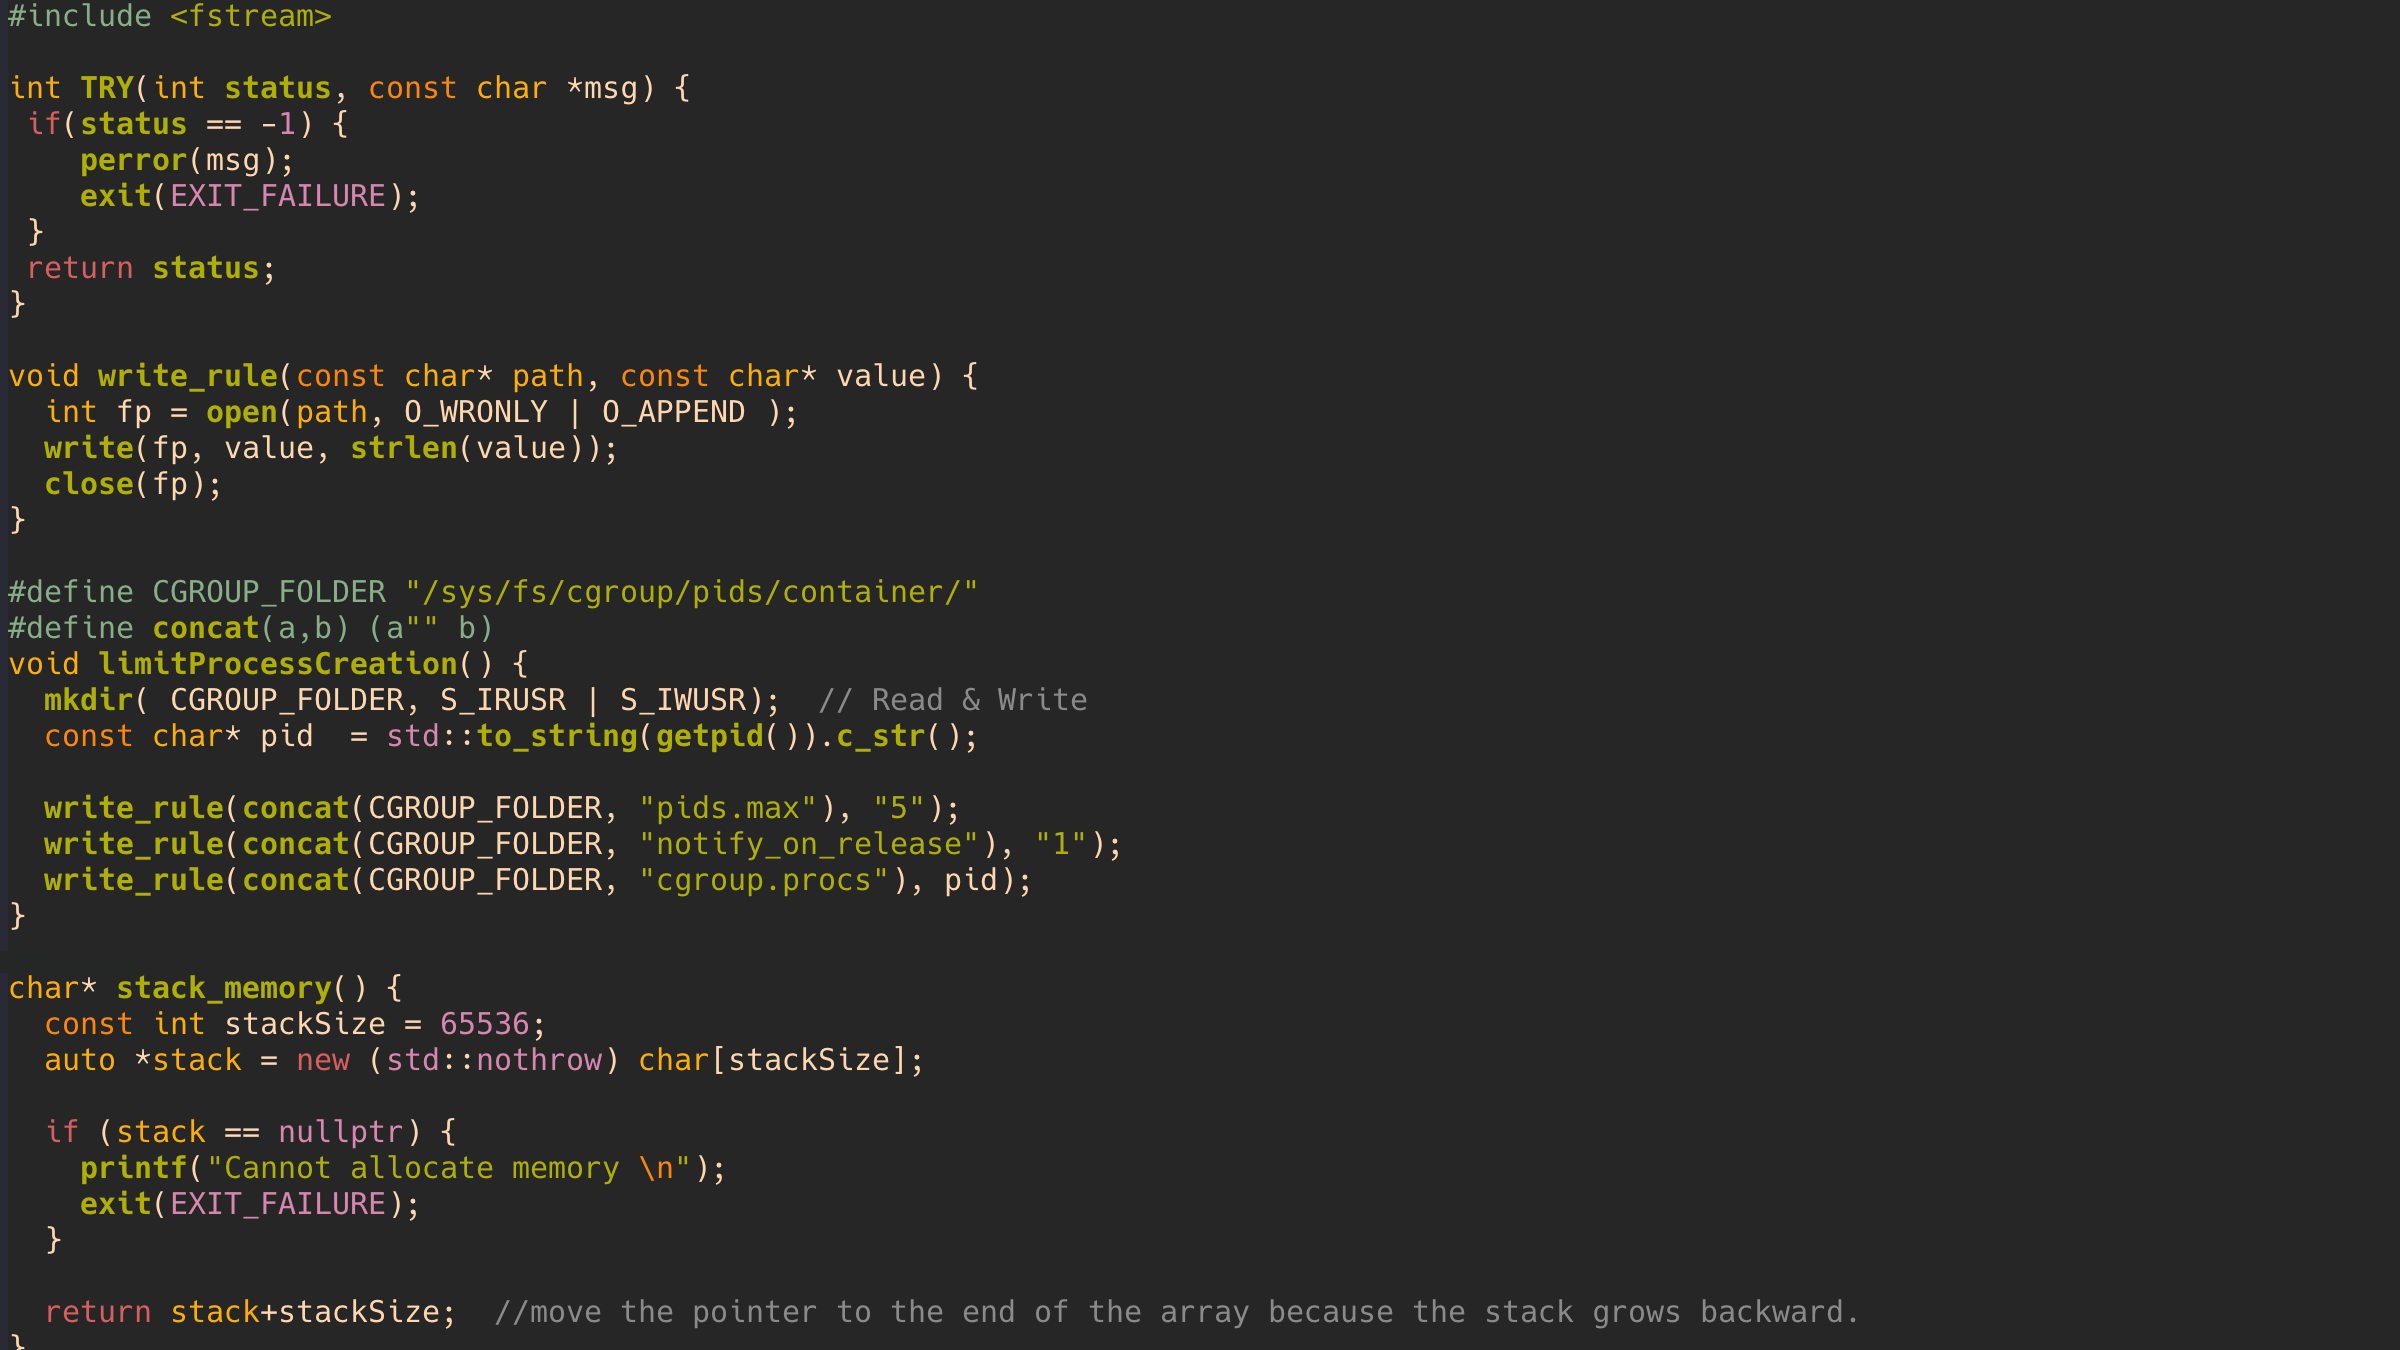 #include <fstream>
int TRY(int status, const char *msg) {
 if(status == -1) {
    perror(msg);
    exit(EXIT_FAILURE);
 }
 return status;
}
void write_rule(const char* path, const char* value) {
  int fp = open(path, O_WRONLY | O_APPEND );
  write(fp, value, strlen(value));
  close(fp);
}
#define CGROUP_FOLDER "/sys/fs/cgroup/pids/container/"
#define concat(a,b) (a"" b)
void limitProcessCreation() {
  mkdir( CGROUP_FOLDER, S_IRUSR | S_IWUSR);  // Read & Write
  const char* pid  = std::to_string(getpid()).c_str();
  write_rule(concat(CGROUP_FOLDER, "pids.max"), "5");
  write_rule(concat(CGROUP_FOLDER, "notify_on_release"), "1");
  write_rule(concat(CGROUP_FOLDER, "cgroup.procs"), pid);
}
char* stack_memory() {
  const int stackSize = 65536;
  auto *stack = new (std::nothrow) char[stackSize];
  if (stack == nullptr) {
    printf("Cannot allocate memory \n");
    exit(EXIT_FAILURE);
  }
  return stack+stackSize;  //move the pointer to the end of the array because the stack grows backward.
}